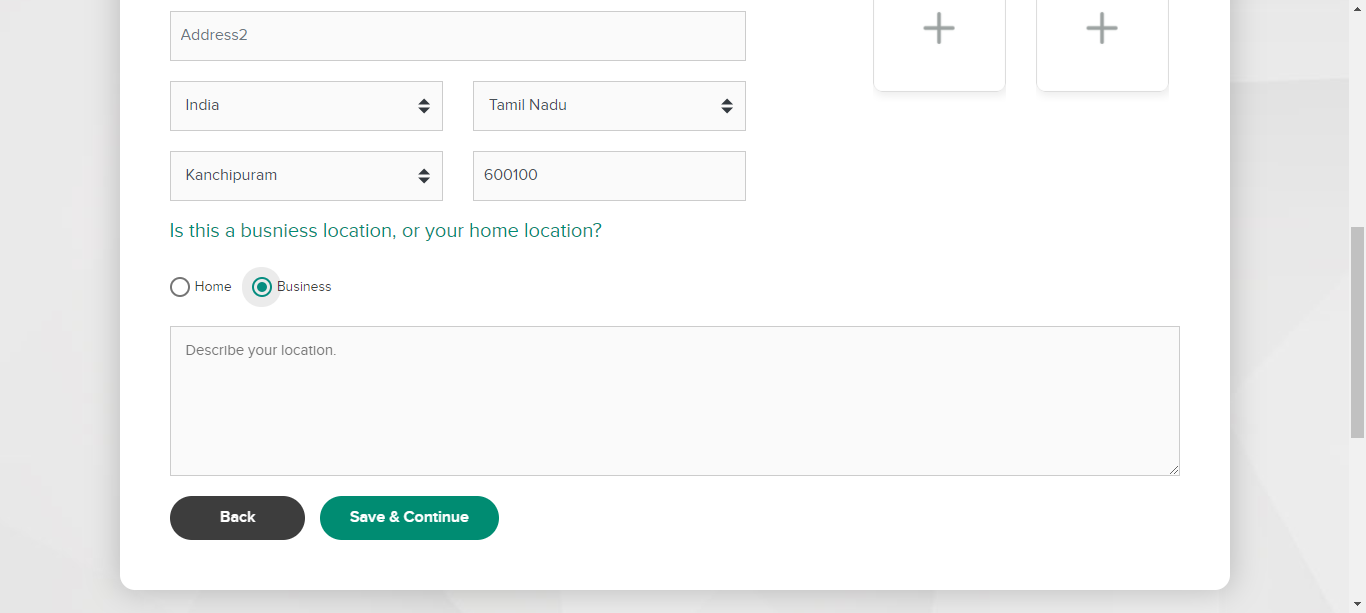 Address2
India Tamil Nadu
Kanchipuram 600100
Is this a busniess location, or your home location?
Home Business
Describe your location.
Back Save & Continue